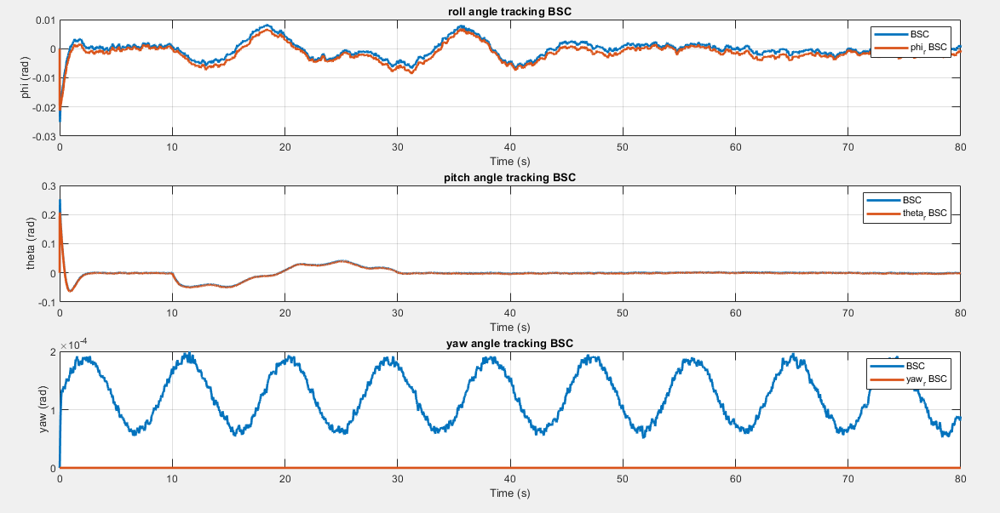 roll angle tracking BSC
0.01
0
-0.01
-0.02
-0.03
phi (rad)
BSC
phir BSC
0 10 20 30 40 50 60 70 80
Time (s)
pitch angle tracking BSC
0.3
0.2
0.1
0
-0.1
theta (rad)
BSC
thetar BSC
0 10 20 30 40 50 60 70 80
Time (s)
yaw angle tracking BSC
×10-4
2
1
0
yaw (rad)
BSC
yawr BSC
0 10 20 30 40 50 60 70 80
Time (s)